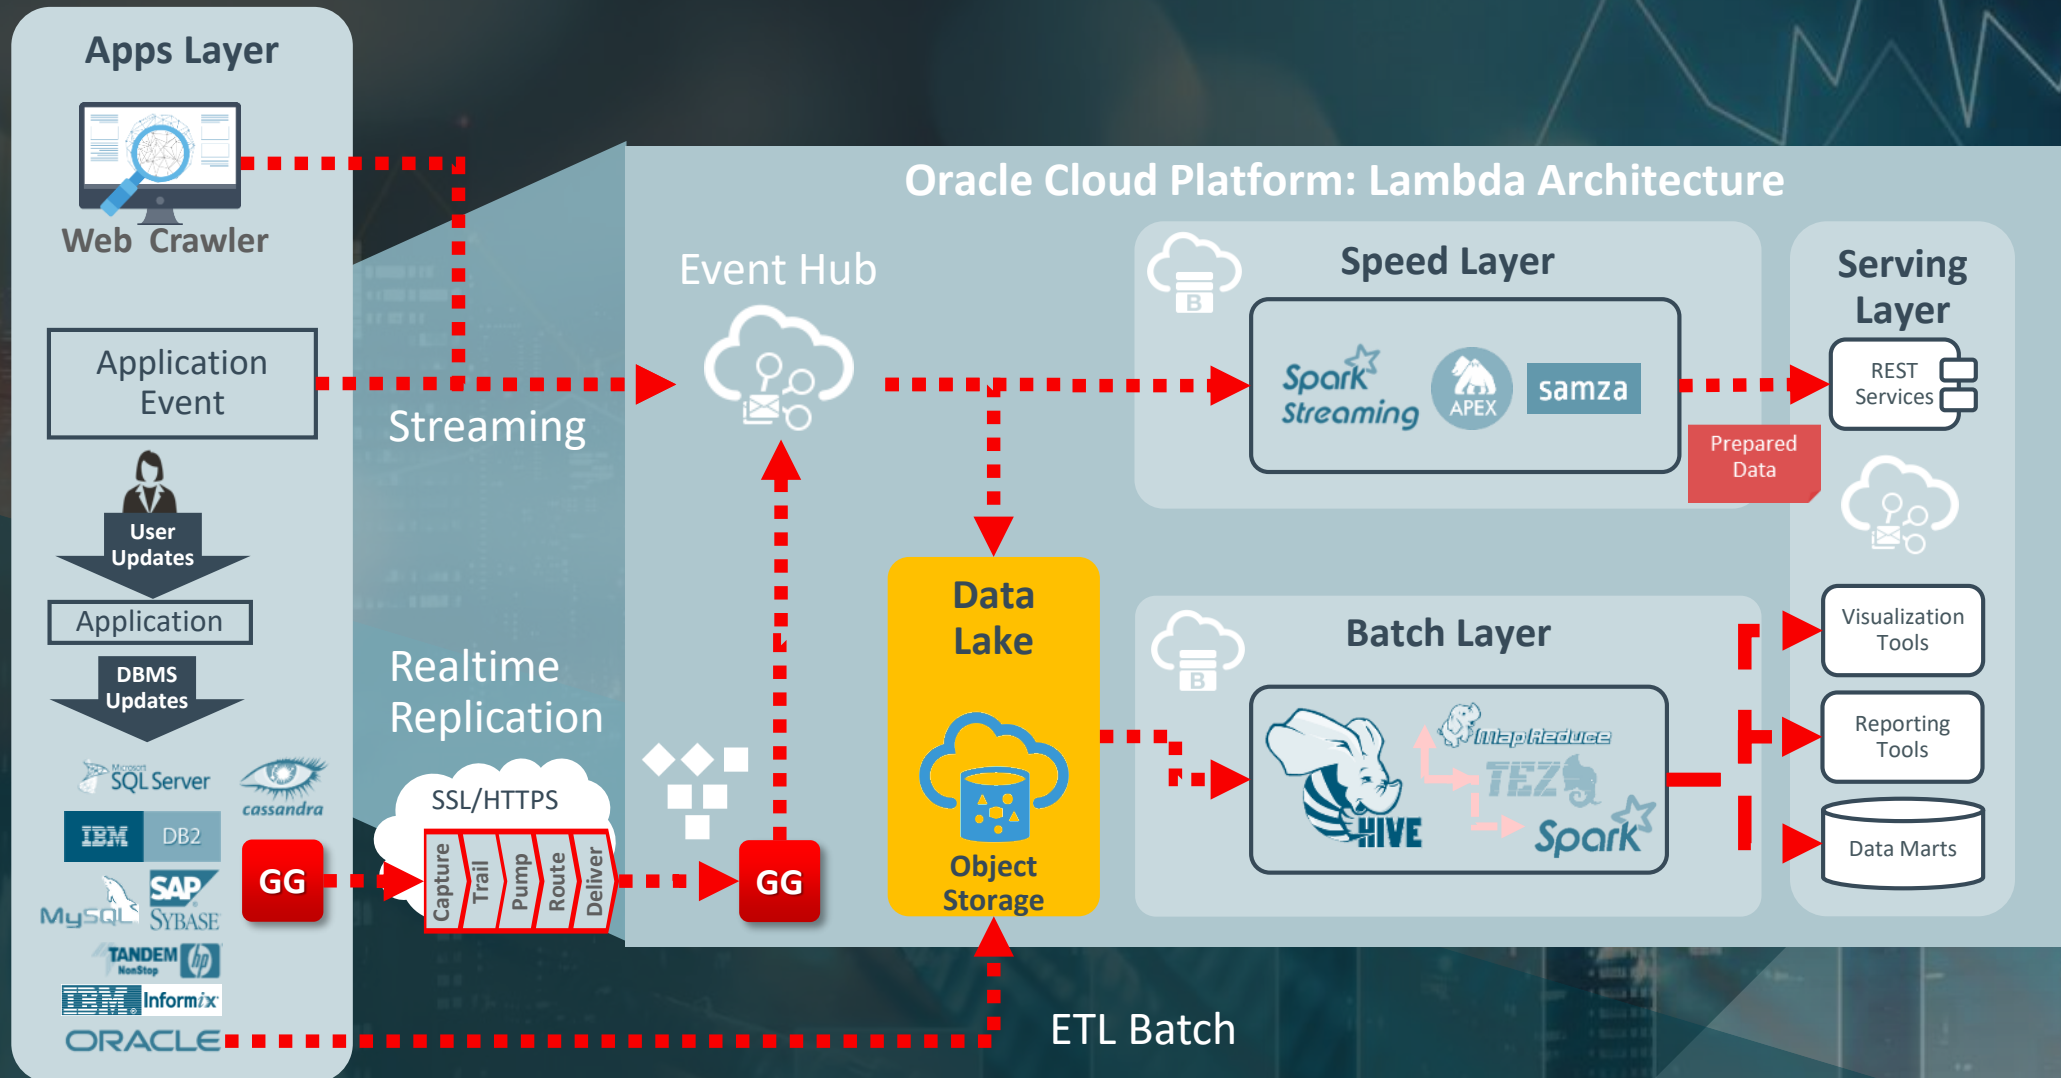 Apps Layer
Web Crawler
Application
Event
User
Updates
Application
DBMS
Updates
Microsoft
SQL Server
cassandra
IBM DB2
MySQL
SAP
SYBASE
TANDEM
NonStop
hp
IBM Informix
ORACLE
GG
Streaming
Realtime
Replication
SSL/HTTPS
Capture
Trail
Pump
Route
Deliver
GG
ETL Batch
Oracle Cloud Platform: Lambda Architecture
Event Hub
Data
Lake
Object
Storage
Speed Layer
B
Spark
Streaming
APEX
samza
Prepared
Data
Batch Layer
B
HIVE
MapReduce
TEZ
Spark
Serving
Layer
REST
Services
Visualization
Tools
Reporting
Tools
Data Marts